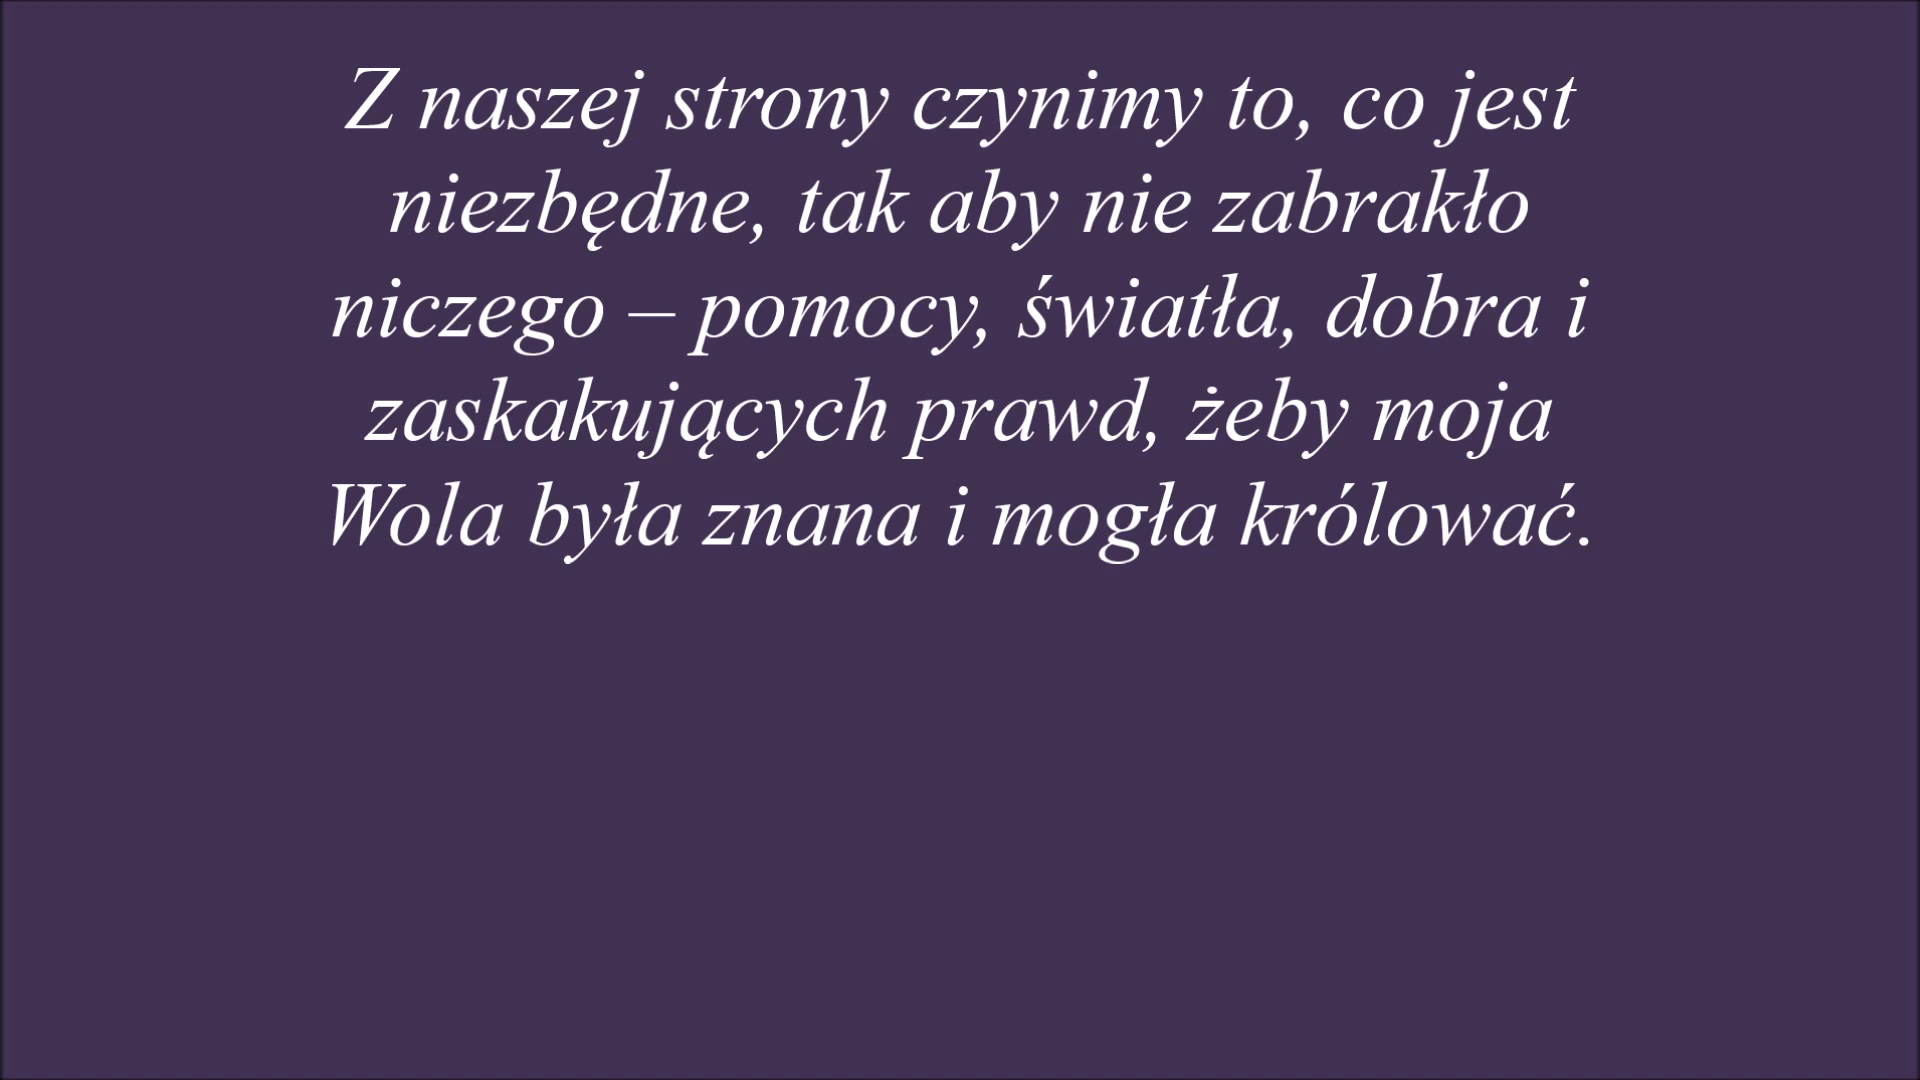 Z naszej strony czynimy to, co jest
niezbędne, tak aby nie zabrakło
niczego – pomocy, światła, dobra i
zaskakujących prawd, żeby moja
Wola była znana i mogła królować.